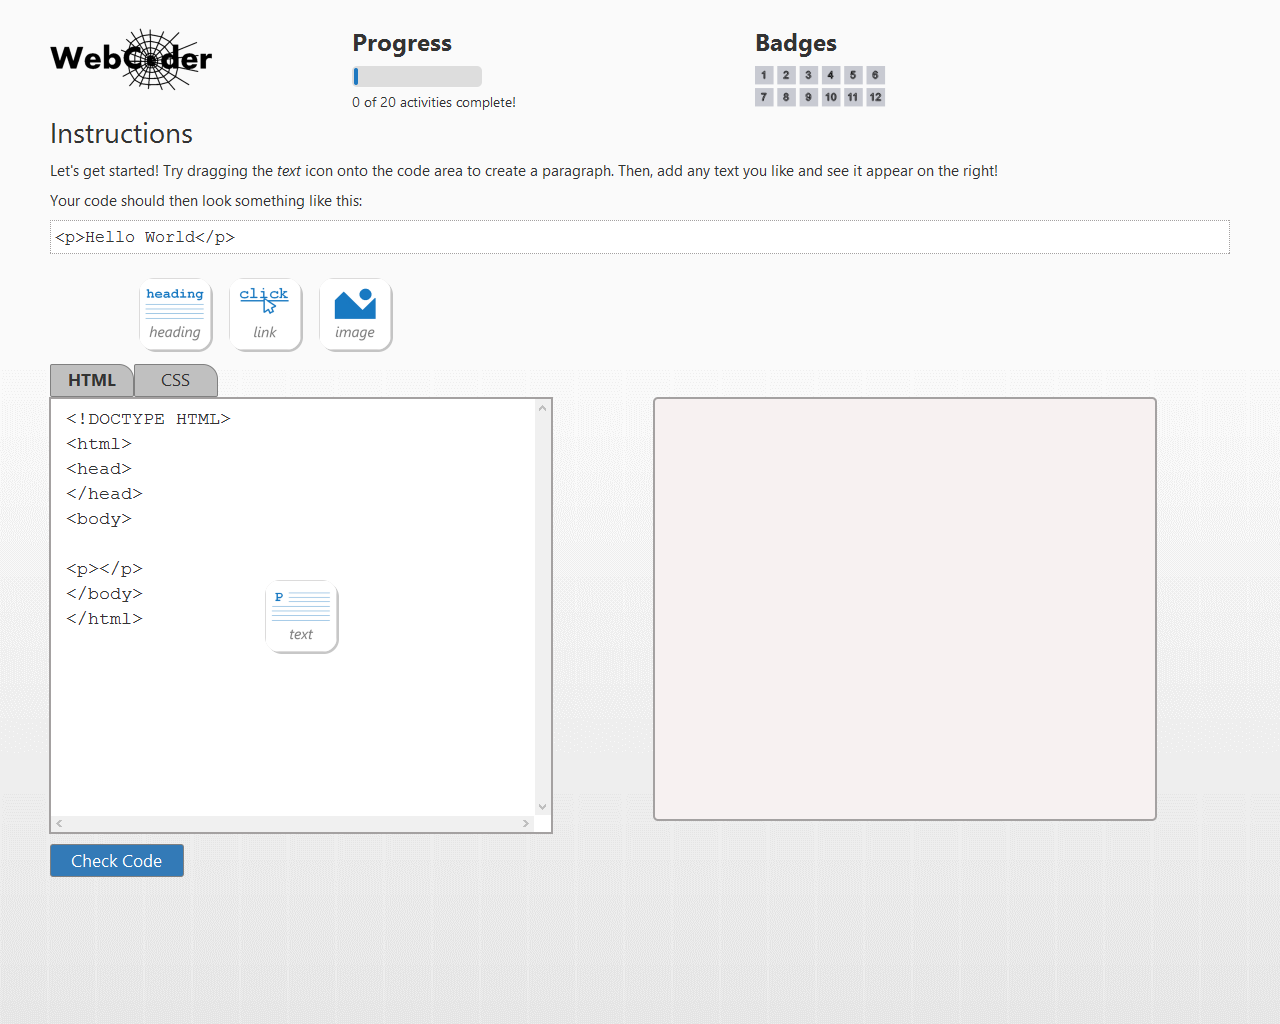 WebCoder
Progress
0 of 20 activities complete!
Badges
1 2 3 4 5 6
7 8 9 10 11 12
Instructions
Let's get started! Try dragging the text icon onto the code area to create a paragraph. Then, add any text you like and see it appear on the right!
Your code should then look something like this:
<p>Hello World</p>
heading
heading
click
link
image
HTML CSS
<!DOCTYPE HTML>
<html>
<head>
</head>
<body>
<p></p>
</body>
</html>
P
text
Check Code